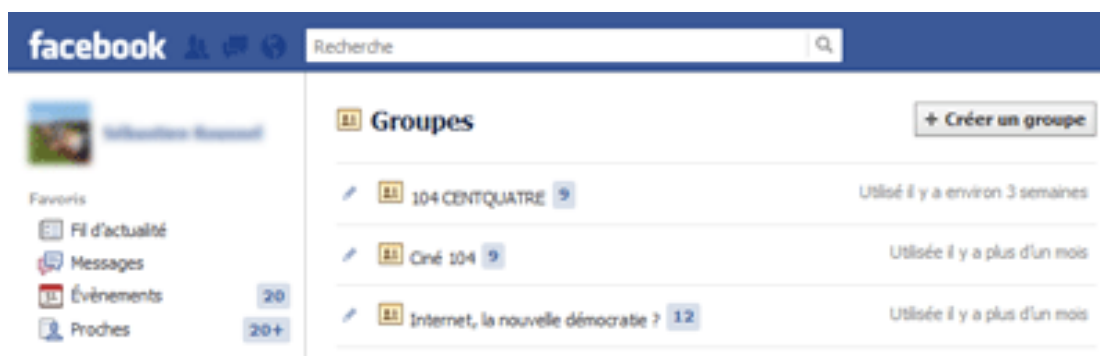 facebook Recherche
Groupes
+ Créer un groupe
Favoris
Fil d'actualité
Messages
Évènements 20
Proches 20+
104 CENTQUATRE 9 Utilisé il y a environ 3 semaines
Ciné 104 9 Utilisée il y a plus d'un mois
Internet, la nouvelle démocratie ? 12 Utilisée il y a plus d'un mois